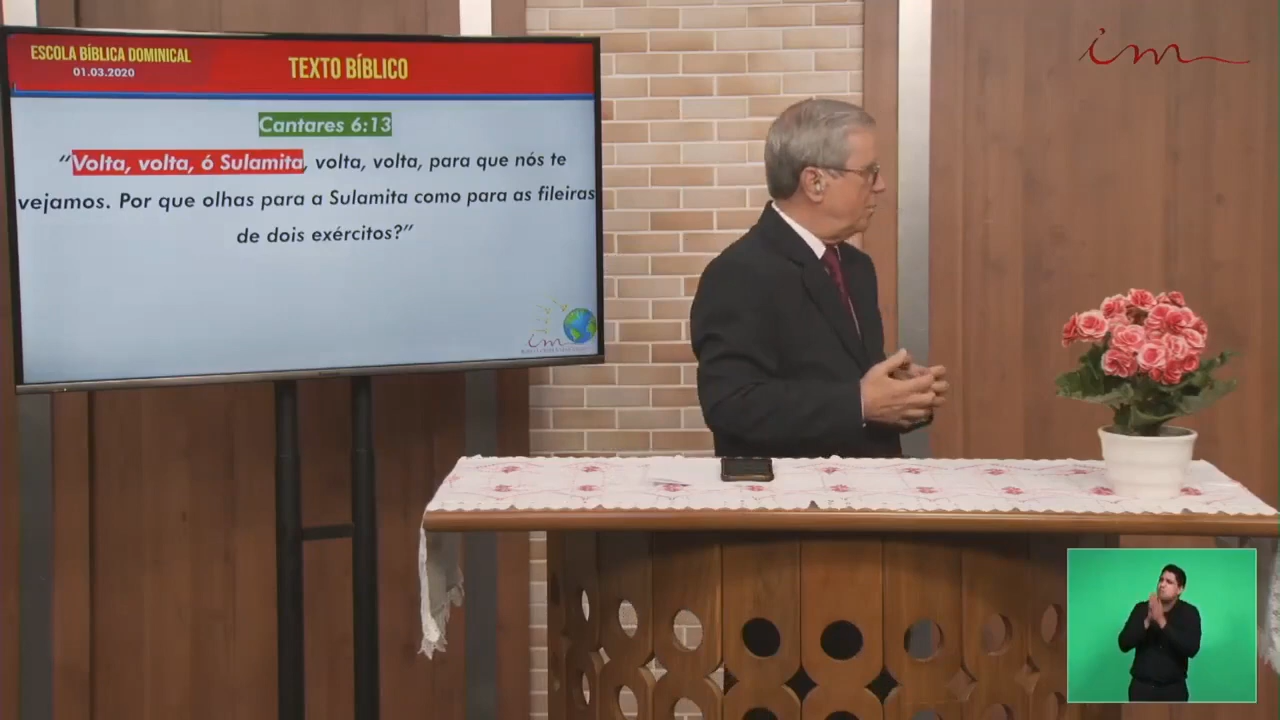 ESCOLA BÍBLICA DOMINICAL
01.03.2020
TEXTO BÍBLICO
Cantares 6:13
“Volta, volta, ó Sulamita, volta, volta, para que nós te
vejamos. Por que olhas para a Sulamita como para as fileiras
de dois exércitos?”
im
im